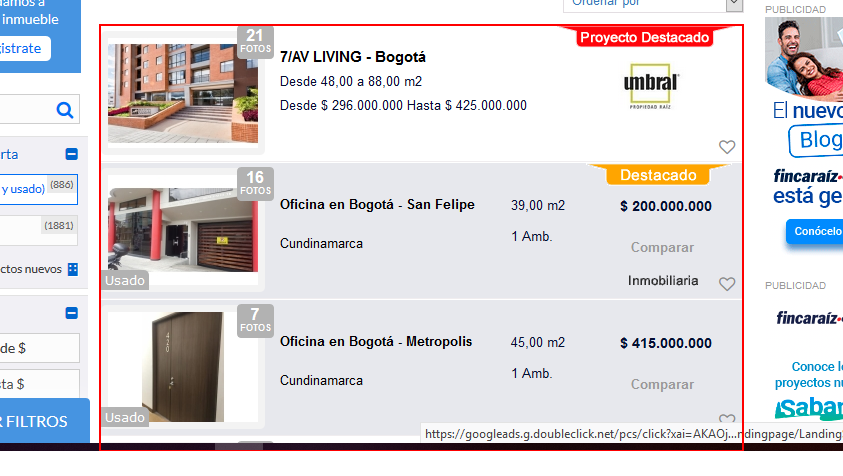 damos a
inmueble
gístrate
rta
y usado)
(886)
(1881)
ctos nuevos
de $
sta $
R FILTROS
Ordenar por
21
FOTOS
Proyecto Destacado
7/AV LIVING - Bogotá
Desde 48,00 a 88,00 m2
Desde $ 296.000.000 Hasta $ 425.000.000
umbral
PROPIEDAD RAÍZ
16
FOTOS
Destacado
Oficina en Bogotá - San Felipe
39,00 m2
$ 200.000.000
Cundinamarca
1 Amb.
Comparar
Usado
Inmobiliaria
7
FOTOS
Oficina en Bogotá - Metropolis
45,00 m2
$ 415.000.000
Cundinamarca
1 Amb.
Comparar
Usado
https://googleads.g.doubleclick.net/pcs/click?xai=AKAOj...ndingpage/Landing
PUBLICIDAD
El nuevo
Blog
fincaraíz.
está ge
Conócelo
PUBLICIDAD
fincaraíz.
Conoce l
proyectos nu
Sabar